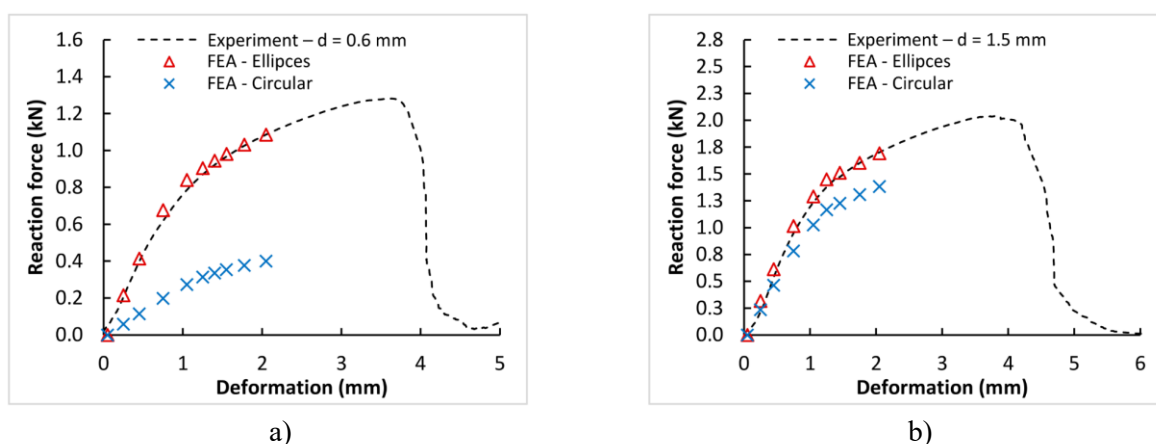 Experiment – d = 0.6 mm
FEA - Ellipces
FEA - Circular
1.6
1.4
1.2
1.0
0.8
0.6
0.4
0.2
0.0
Reaction force (kN)
0 1 2 3 4 5
Deformation (mm)
a)
Experiment – d = 1.5 mm
FEA - Ellipces
FEA - Circular
2.8
2.5
2.3
2.0
1.8
1.5
1.3
1.0
0.8
0.5
0.3
0.0
Reaction force (kN)
0 1 2 3 4 5 6
Deformation (mm)
b)